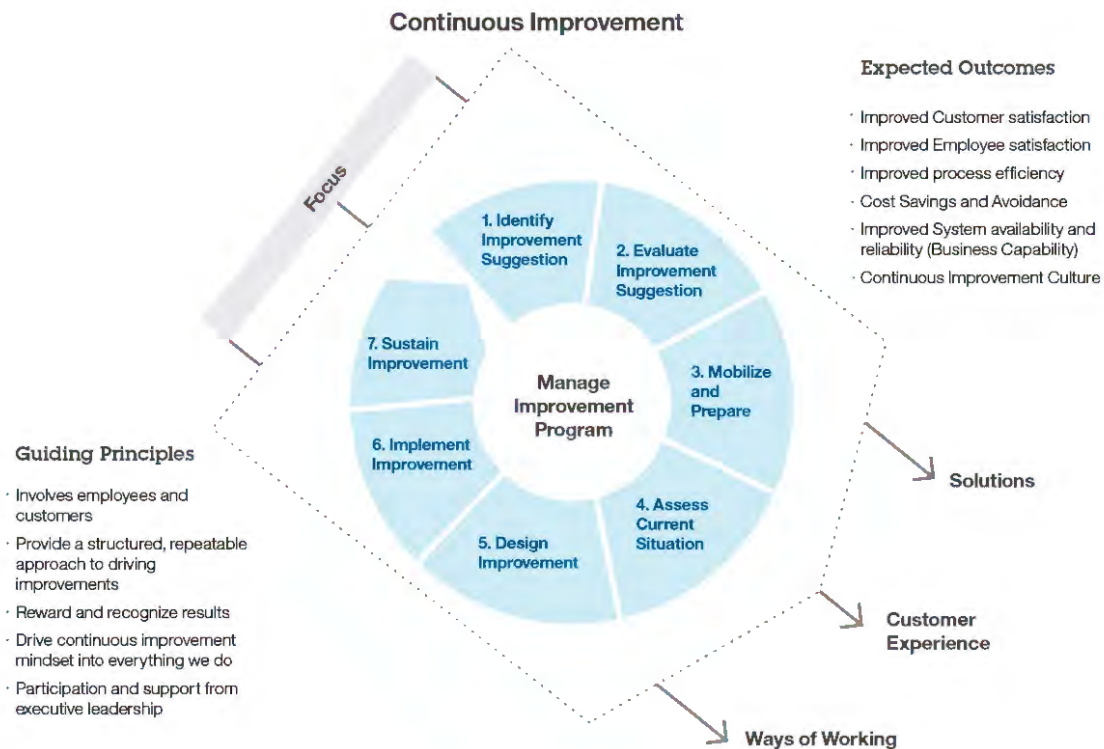 Continuous Improvement
Focus
Expected Outcomes
· Improved Customer satisfaction
· Improved Employee satisfaction
· Improved process efficiency
· Cost Savings and Avoidance
· Improved System availability and
reliability (Business Capability)
· Continuous Improvement Culture
1. Identify
Improvement
Suggestion
2. Evaluate
Improvement
Suggestion
3. Mobilize
and
Prepare
4. Assess
Current
Situation
5. Design
Improvement
6. Implement
Improvement
7. Sustain
Improvement
Manage
Improvement
Program
Guiding Principles
· Involves employees and
customers
· Provide a structured, repeatable
approach to driving
improvements
· Reward and recognize results
· Drive continuous improvement
mindset into everything we do
· Participation and support from
executive leadership
Solutions
Customer
Experience
Ways of Working